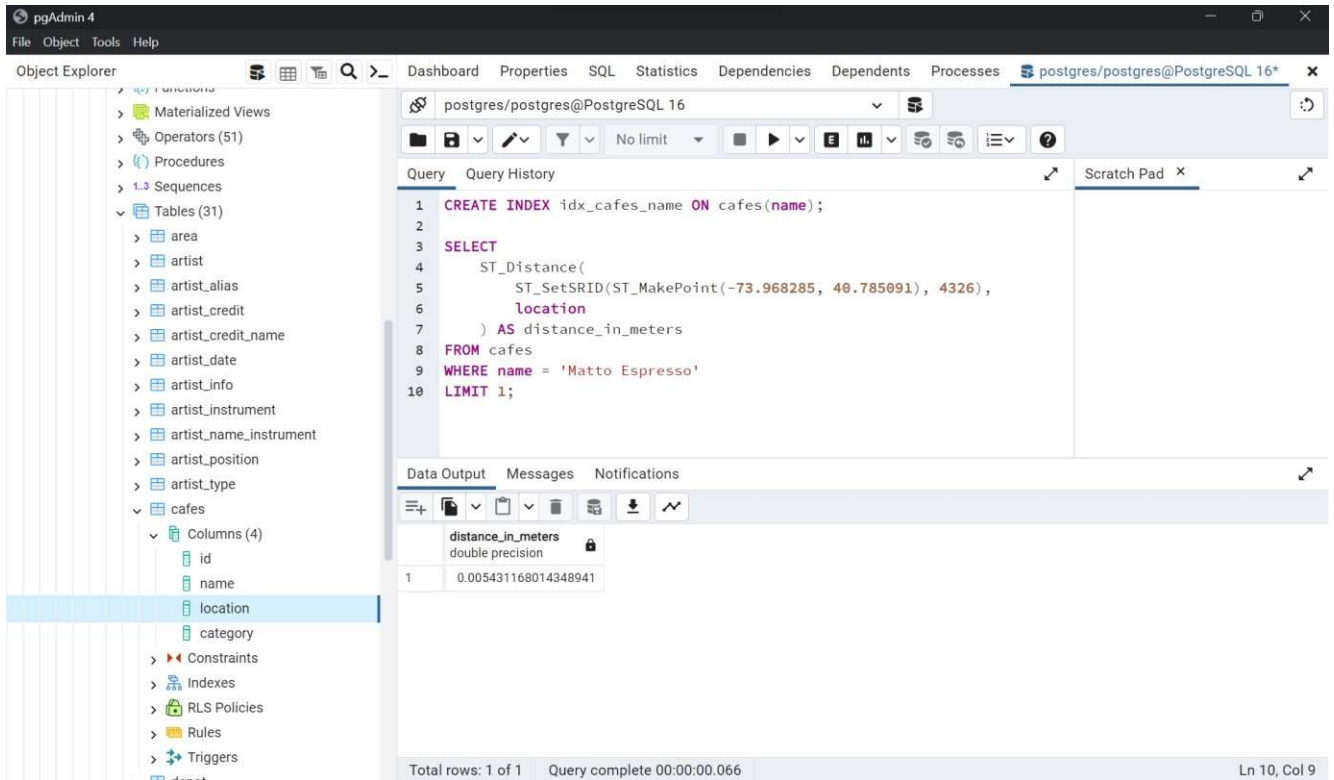 pgAdmin 4
File Object Tools Help
Object Explorer
Dashboard Properties SQL Statistics Dependencies Dependents Processes postgres/postgres@PostgreSQL 16*
Materialized Views
Operators (51)
Procedures
1..3 Sequences
Tables (31)
area
artist
artist_alias
artist_credit
artist_credit_name
artist_date
artist_info
artist_instrument
artist_name_instrument
artist_position
artist_type
cafes
Columns (4)
id
name
location
category
Constraints
Indexes
RLS Policies
Rules
Triggers
postgres/postgres@PostgreSQL 16
No limit
Query Query History
Scratch Pad
1 CREATE INDEX idx_cafes_name ON cafes(name);
2
3 SELECT
4 ST_Distance(
5 ST_SetSRID(ST_MakePoint(-73.968285, 40.785091), 4326),
6 location
7 ) AS distance_in_meters
8 FROM cafes
9 WHERE name = 'Matto Espresso'
10 LIMIT 1;
Data Output Messages Notifications
distance_in_meters
double precision
1 0.005431168014348941
Total rows: 1 of 1 Query complete 00:00:00.066 Ln 10, Col 9